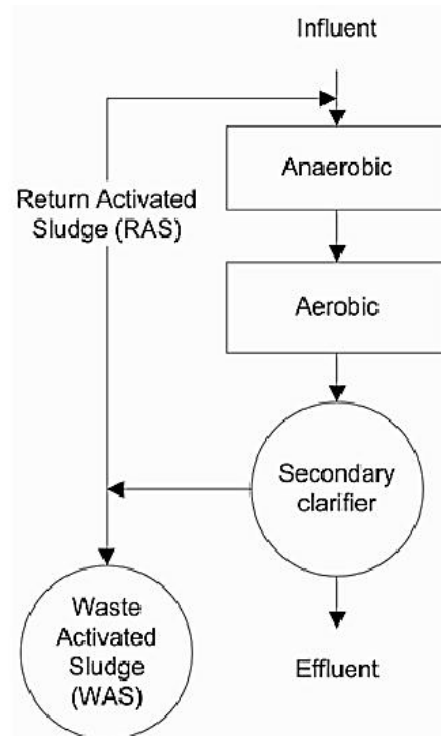 Influent
Anaerobic
Return Activated
Sludge (RAS)
Aerobic
Secondary
clarifier
Waste
Activated
Sludge
(WAS)
Effluent